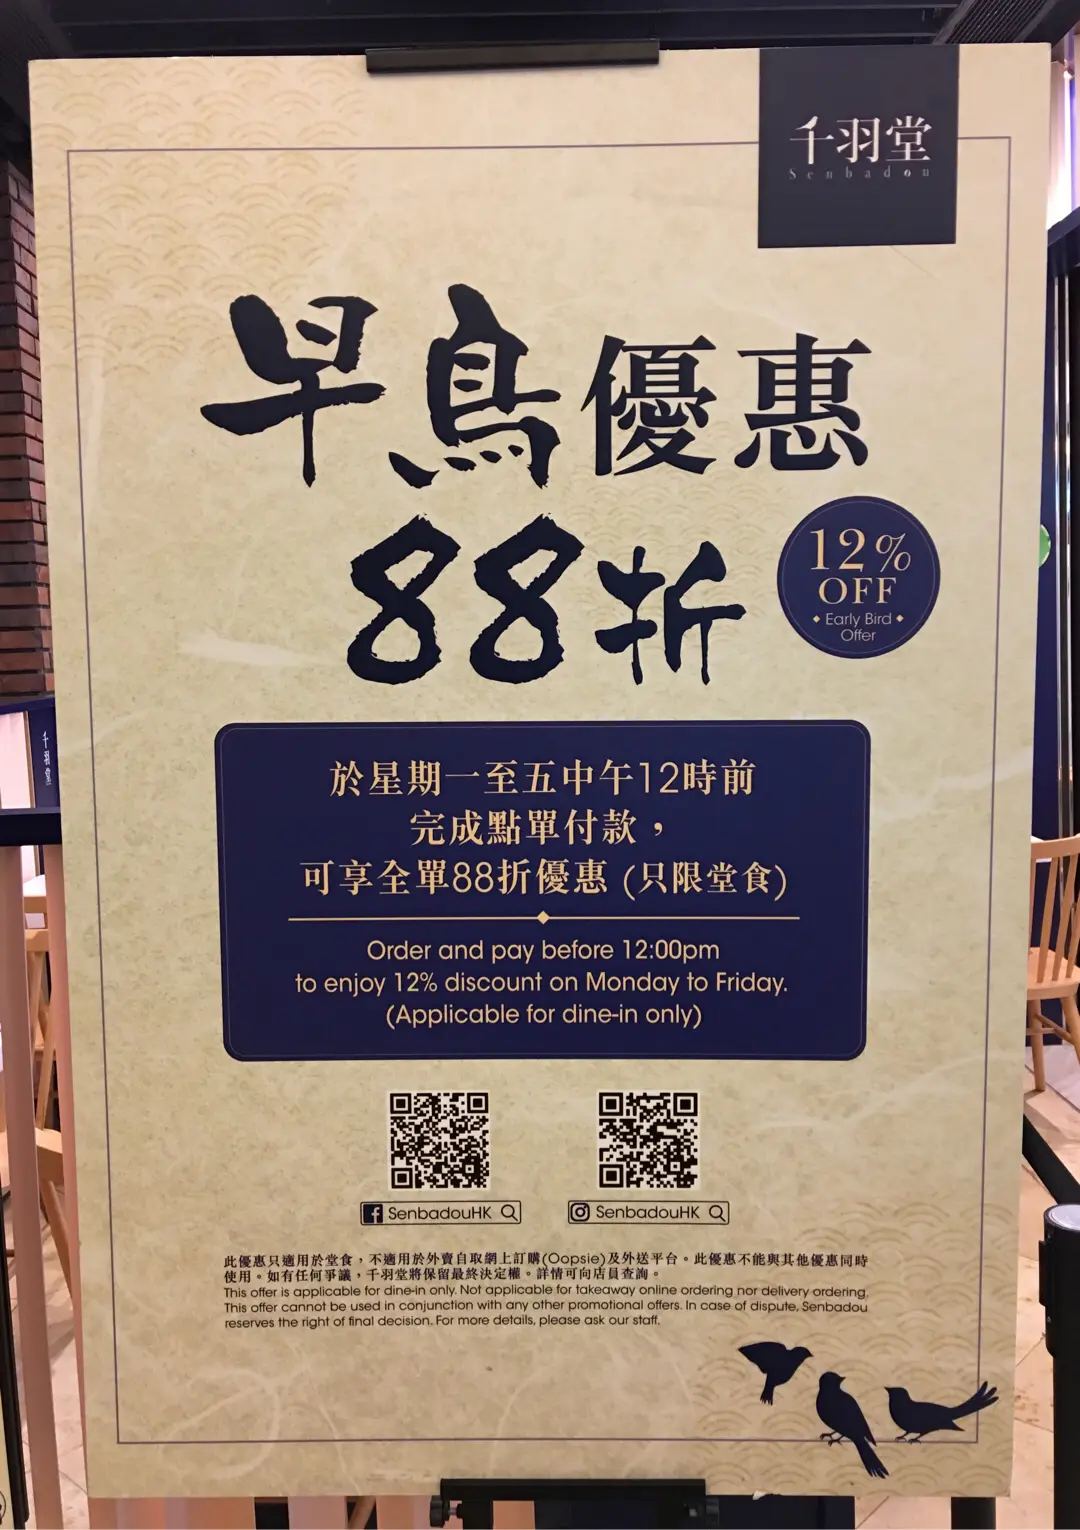 千羽堂
Senbadou
早鳥優惠
88折
12%
OFF
Early Bird
Offer
於星期一至五中午12時前
完成點單付款，
可享全單88折優惠 (只限堂食)
Order and pay before 12:00pm
to enjoy 12% discount on Monday to Friday.
(Applicable for dine-in only)
SenbadouHK
SenbadouHK
此優惠只適用於堂食，不適用於外賣自取網上訂購(Oopsie)及外送平台。此優惠不能與其他優惠同時
使用。如有任何爭議，千羽堂將保留最終決定權。詳情可向店員查詢。
This offer is applicable for dine-in only. Not applicable for takeaway online ordering nor delivery ordering.
This offer cannot be used in conjunction with any other promotional offers. In case of dispute, Senbadou
reserves the right of final decision. For more details, please ask our staff.
千羽堂